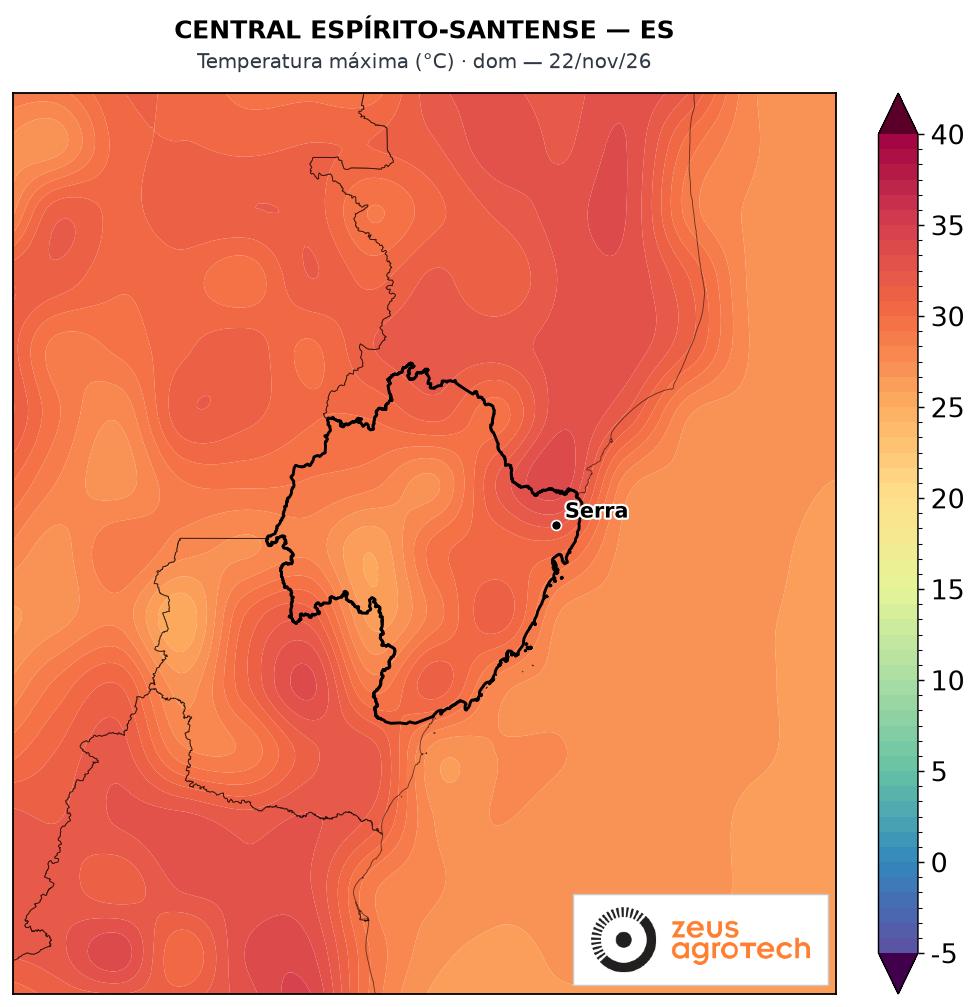 CENTRAL ESPÍRITO-SANTENSE — ES
Temperatura máxima (°C) · dom — 22/nov/26
40
35
30
25
20
15
10
5
0
-5
Serra
zeus
agrotech